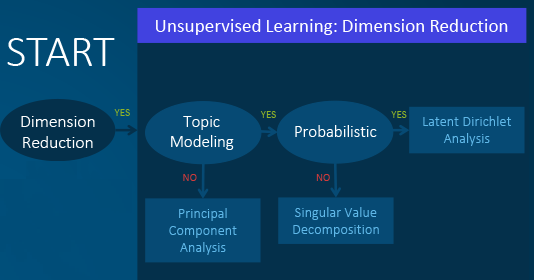 Unsupervised Learning: Dimension Reduction
START
Dimension
Reduction
YES
Topic
Modeling
YES
Probabilistic
YES
Latent Dirichlet
Analysis
NO
NO
Principal
Component
Analysis
Singular Value
Decomposition